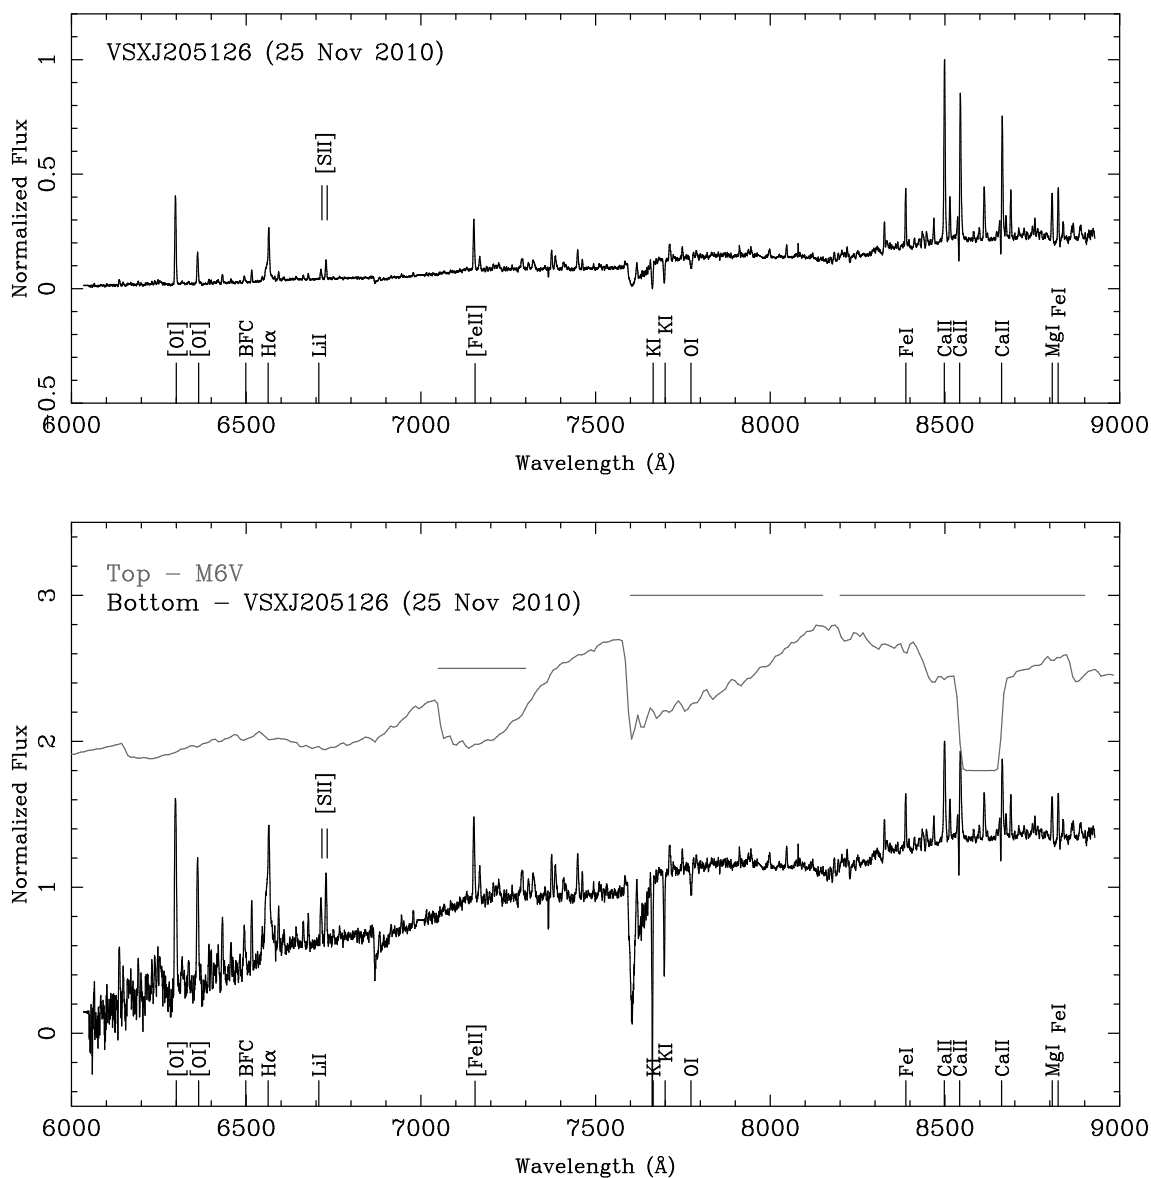 VSXJ205126 (25 Nov 2010)
Normalized Flux
1
0.5
0
0.5
[SII]
[OI]
[OI]
BFC
Hα
LiI
[FeII]
KI
KI
OI
FeI
CaII
CaII
CaII
MgI
FeI
6000 6500 7000 7500 8000 8500 9000
Wavelength (Å)
Top – M6V
Bottom – VSXJ205126 (25 Nov 2010)
Normalized Flux
3
2
1
0
[SII]
[OI]
[OI]
BFC
Hα
LiI
[FeII]
KI
KI
OI
FeI
CaII
CaII
CaII
MgI
FeI
6000 6500 7000 7500 8000 8500 9000
Wavelength (Å)